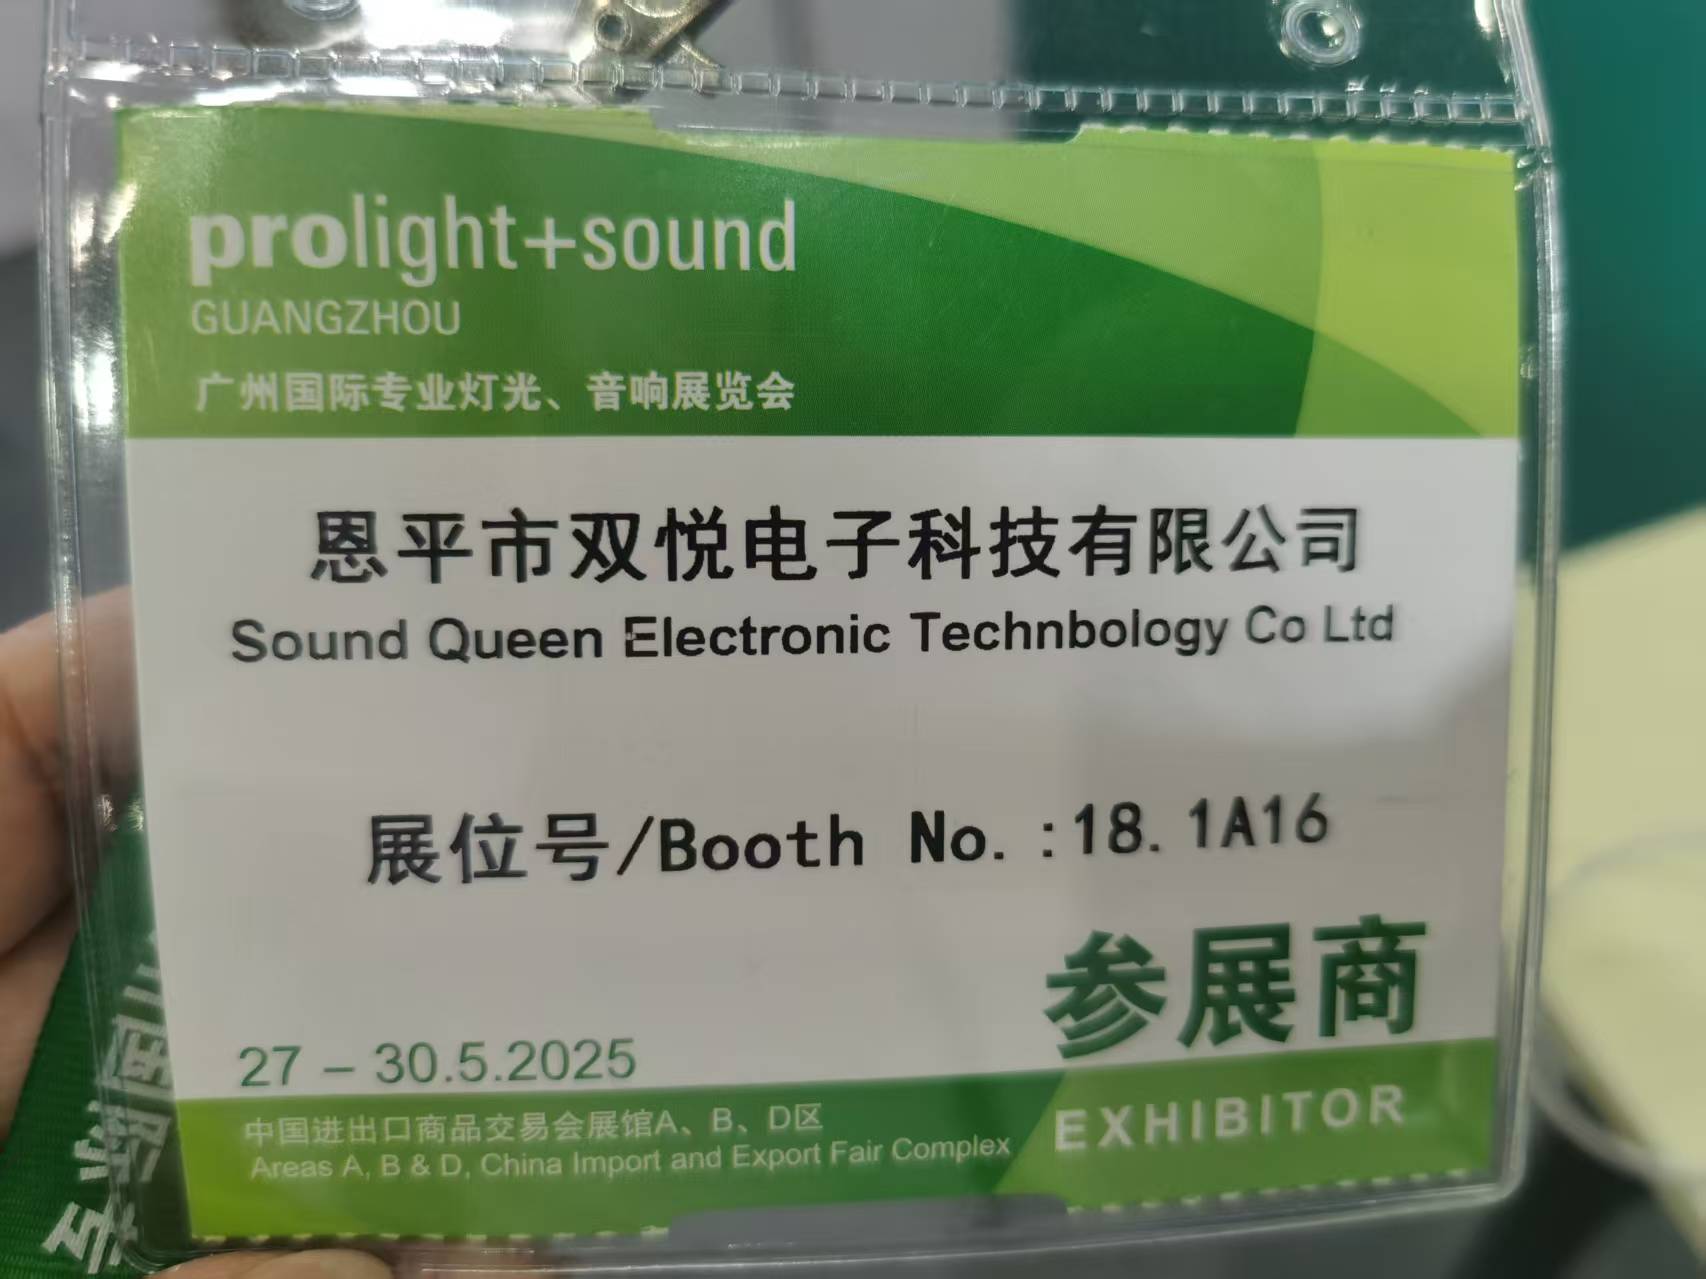 prolight+sound
GUANGZHOU
广州国际专业灯光、音响展览会
恩平市双悦电子科技有限公司
Sound Queen Electronic Technbology Co Ltd
展位号/Booth No.:18.1A16
参展商
27 – 30.5.2025
中国进出口商品交易会展馆A、B、D区
Areas A, B & D, China Import and Export Fair Complex
EXHIBITOR